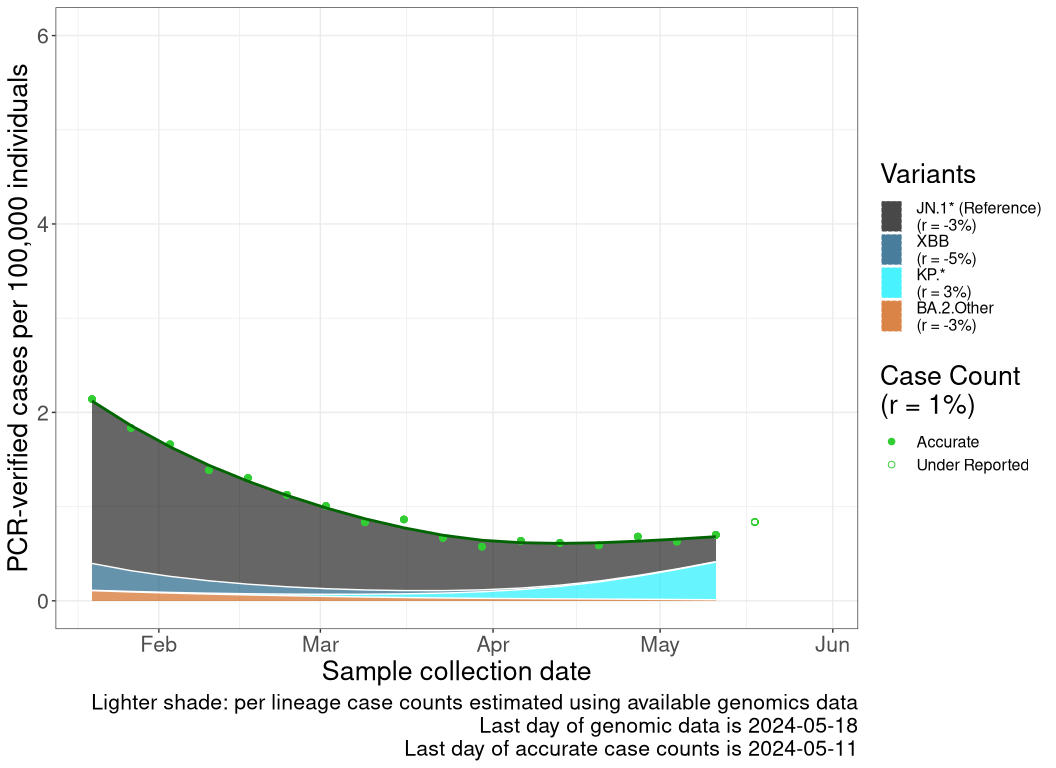 PCR-verified cases per 100,000 individuals
6
4
2
0
Feb
Mar
Apr
May
Jun
Sample collection date
Lighter shade: per lineage case counts estimated using available genomics data
Last day of genomic data is 2024-05-18
Last day of accurate case counts is 2024-05-11
Variants
JN.1* (Reference)
(r = -3%)
XBB
(r = -5%)
KP.*
(r = 3%)
BA.2.Other
(r = -3%)
Case Count
(r = 1%)
Accurate
Under Reported